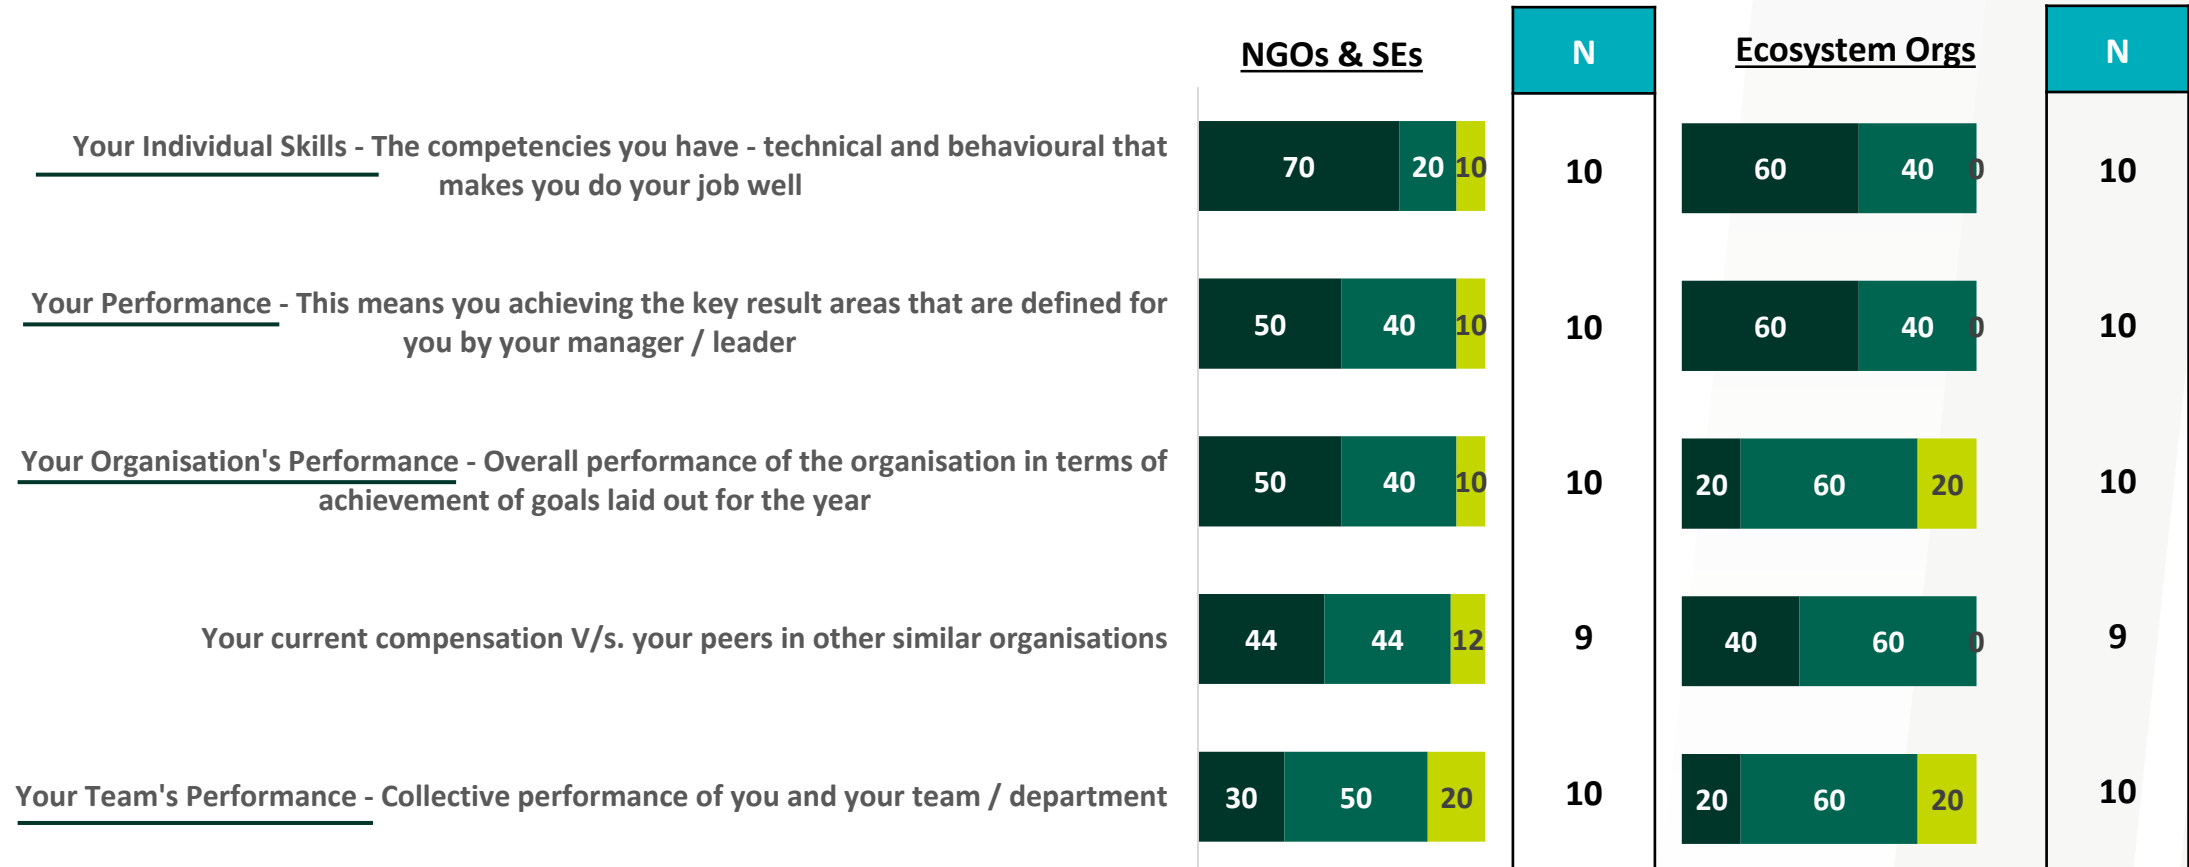 NGOs & SEs N Ecosystem Orgs N
Your Individual Skills - The competencies you have - technical and behavioural that
makes you do your job well
70 20 10 10 60 40 0 10
Your Performance - This means you achieving the key result areas that are defined for
you by your manager / leader
50 40 10 10 60 40 0 10
Your Organisation's Performance - Overall performance of the organisation in terms of
achievement of goals laid out for the year
50 40 10 10 20 60 20 10
Your current compensation V/s. your peers in other similar organisations
44 44 12 9 40 60 0 9
Your Team's Performance - Collective performance of you and your team / department
30 50 20 10 20 60 20 10